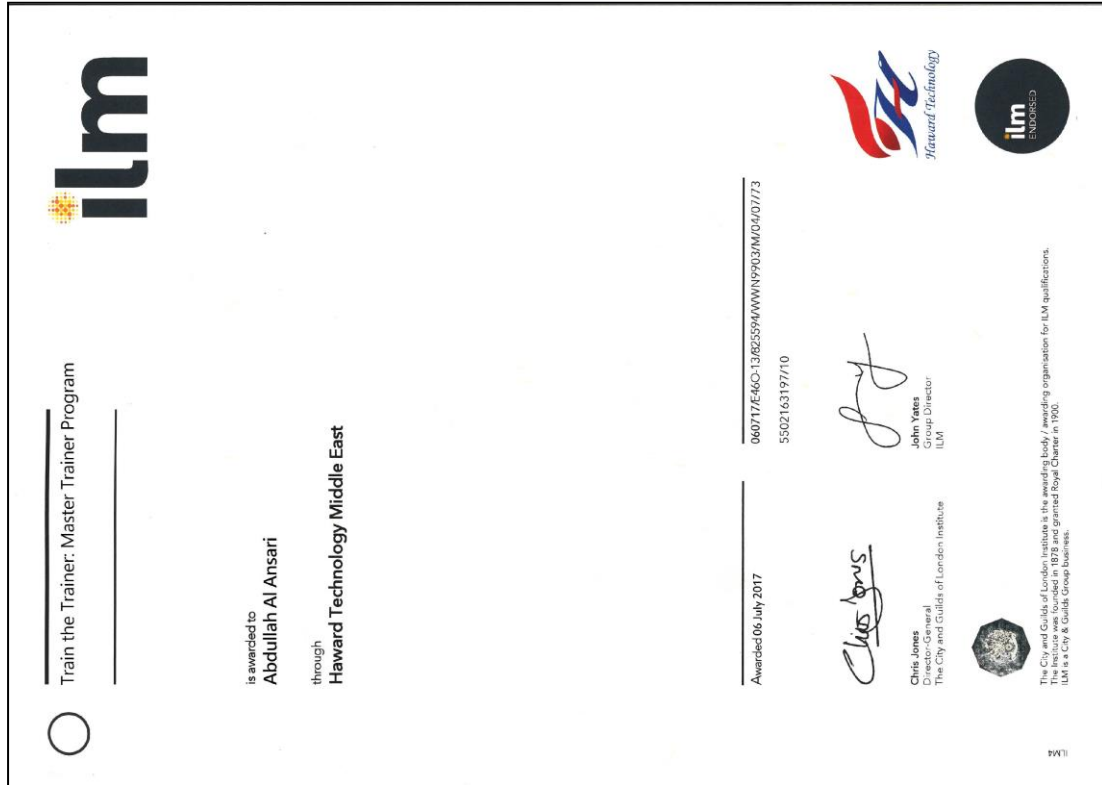 ilm
Train the Trainer: Master Trainer Program
is awarded to
Abdullah Al Ansari
through
Haward Technology Middle East
Awarded 06 July 2017
060717/E46O-13/825594/WWN9903/M/04/07/73
5502163197/10
Chris Jones
Chris Jones
Director-General
The City and Guilds of London Institute
John Yates
Group Director
ILM
Haward Technology
ilm
ENDORSED
The City and Guilds of London Institute is the awarding body / awarding organisation for ILM qualifications.
The Institute was founded in 1878 and granted Royal Charter in 1900.
ILM is a City & Guilds Group business.
ILM4